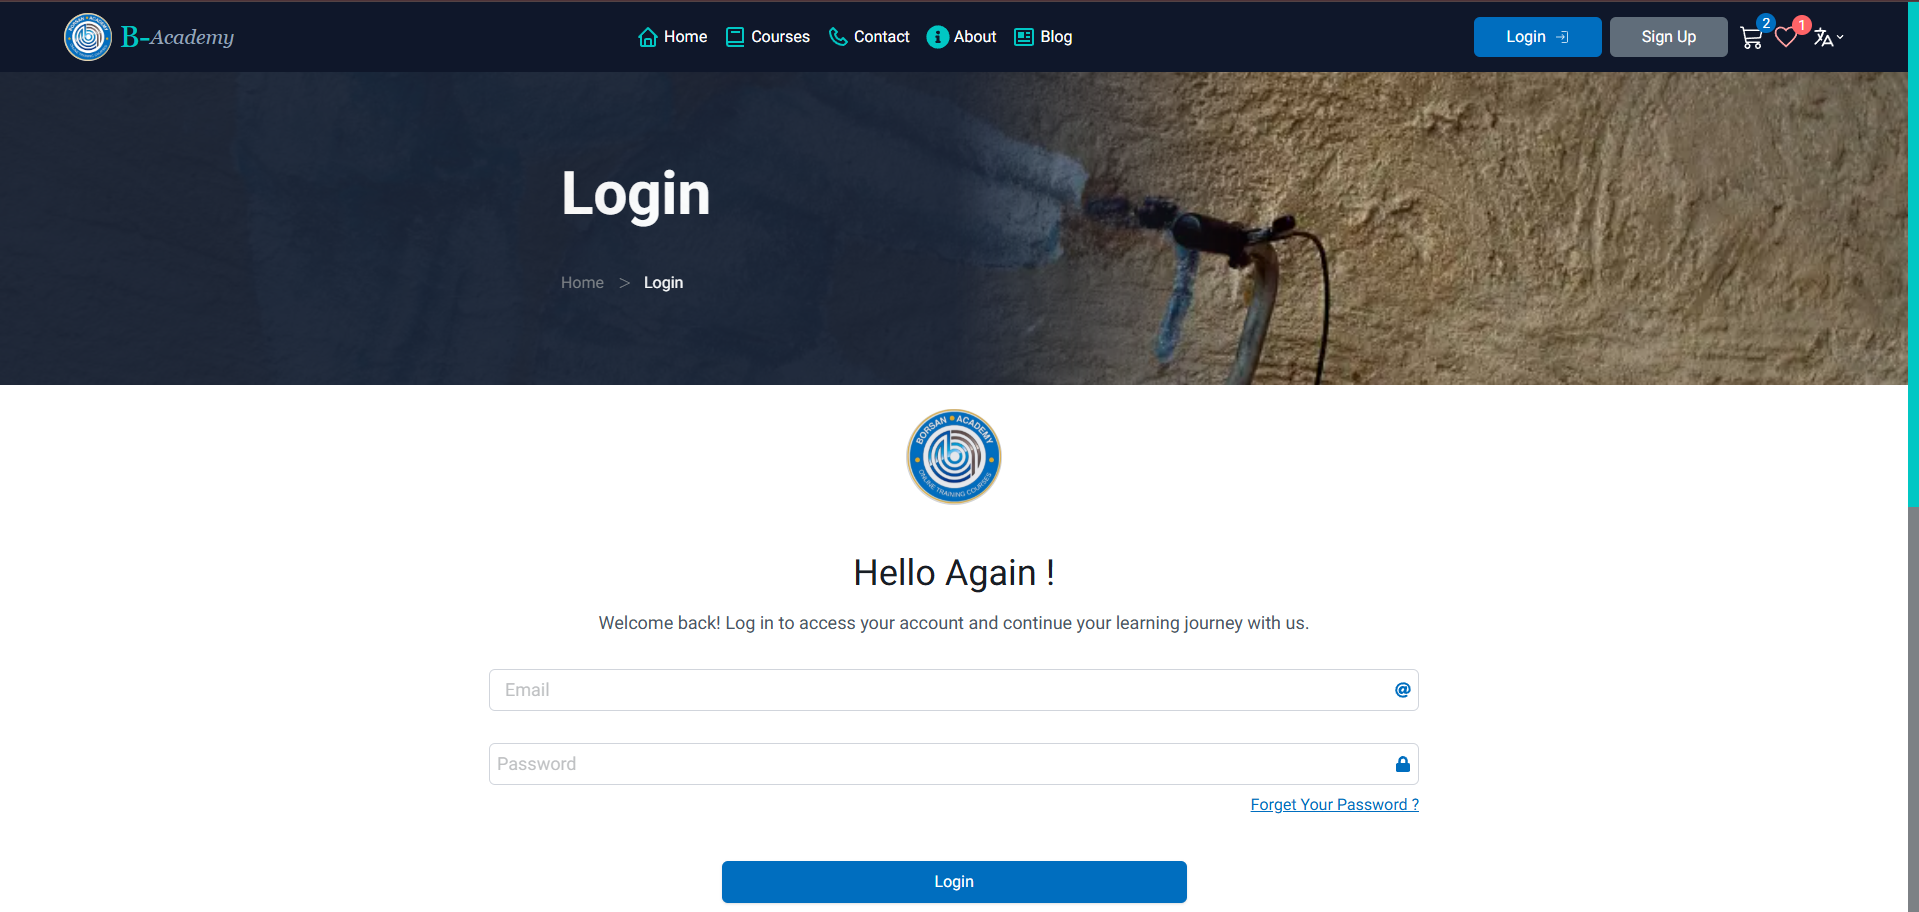 B-Academy
Home
Courses
Contact
About
Blog
Login
Sign Up
2
1
Login
Home > Login
BORSAN • ACADEMY
ONLINE TRAINING COURSES
Hello Again !
Welcome back! Log in to access your account and continue your learning journey with us.
Email
@
Password
Forget Your Password ?
Login